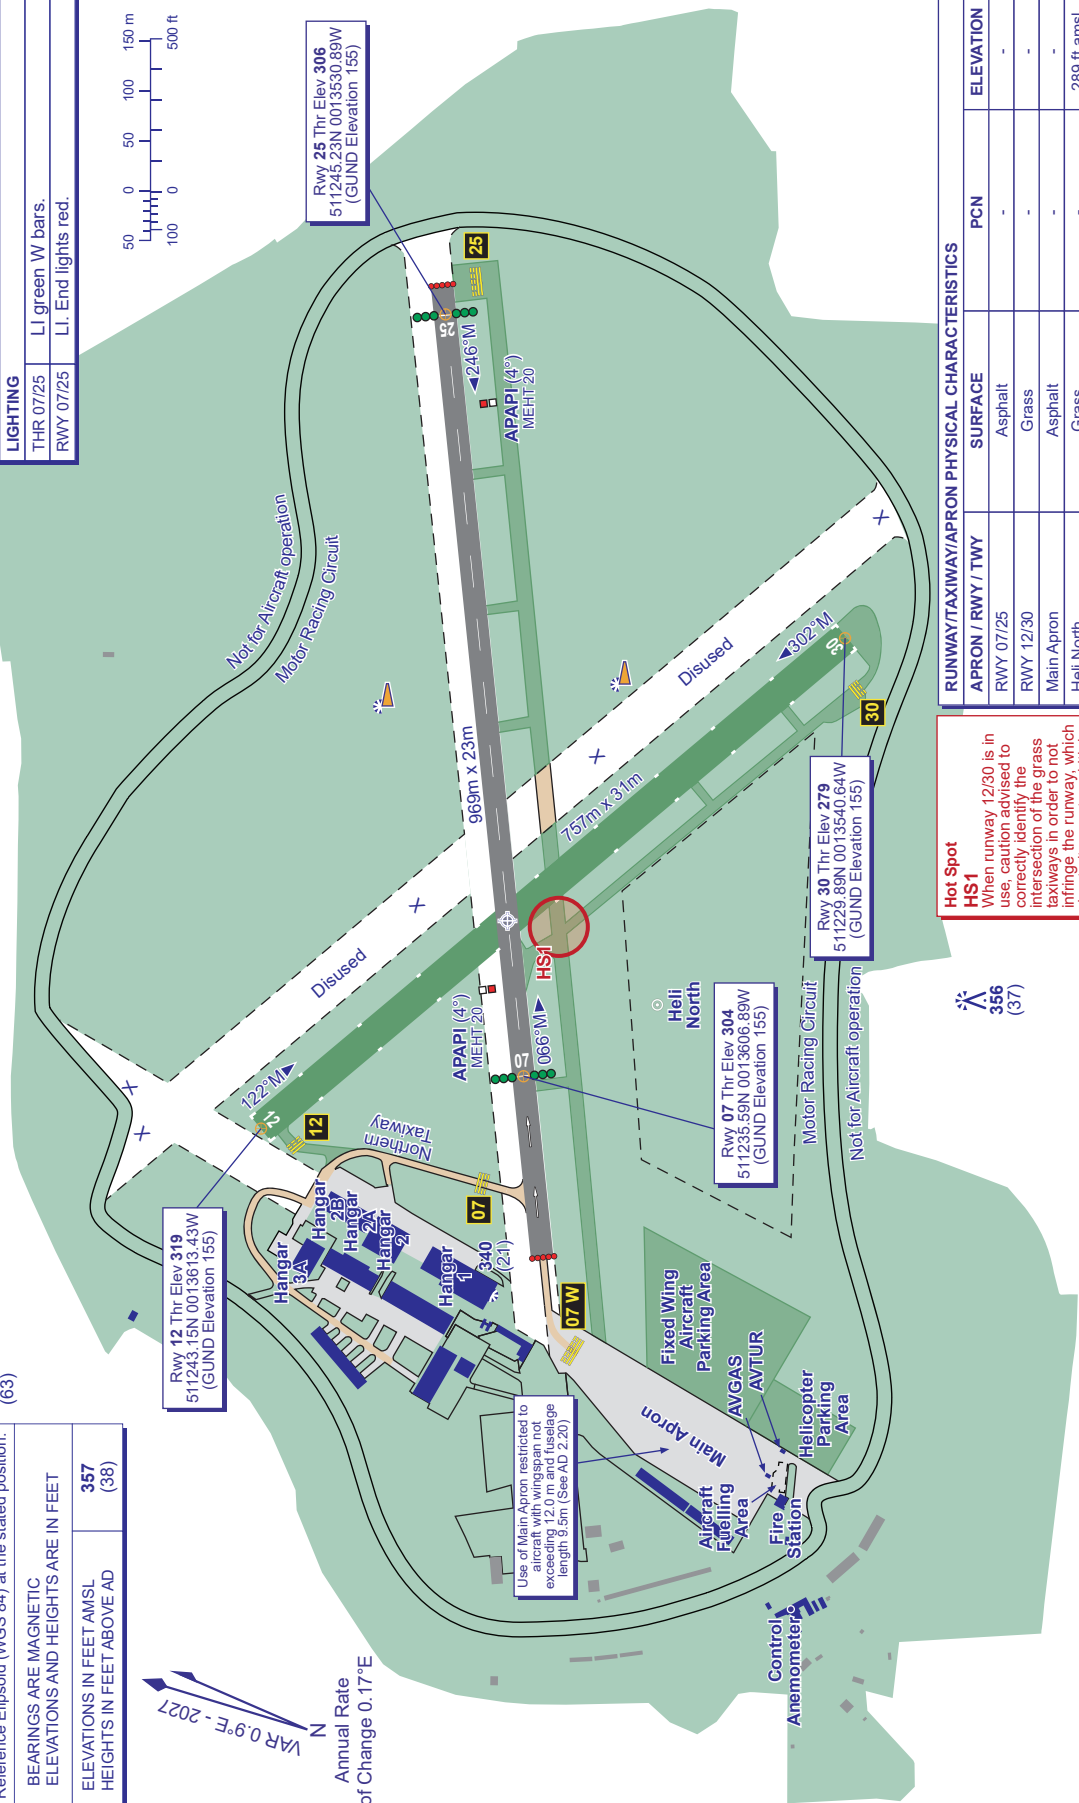 Reference Elipsoid (WGS 84) at the stated position.
BEARINGS ARE MAGNETIC
ELEVATIONS AND HEIGHTS ARE IN FEET
ELEVATIONS IN FEET AMSL
HEIGHTS IN FEET ABOVE AD
357
(38)
(63)
LIGHTING
THR 07/25
LI green W bars.
RWY 07/25
LI. End lights red.
50 0 50 100 150 m
100 0 500 ft
VAR 0.9°E - 2027
N
Annual Rate
of Change 0.17°E
Rwy 12 Thr Elev 319
511243.15N 0013613.43W
(GUND Elevation 155)
Rwy 25 Thr Elev 306
511245.23N 0013530.89W
(GUND Elevation 155)
Rwy 07 Thr Elev 304
511235.59N 0013606.89W
(GUND Elevation 155)
Rwy 30 Thr Elev 279
511229.89N 0013540.64W
(GUND Elevation 155)
Not for Aircraft operation
Motor Racing Circuit
X
X
X
X
X
Disused
Disused
122°M
12
12
Northern
Taxiway
Hangar
3A
Hangar
2B
Hangar
2A
Hangar
2
Hangar
1
340
(21)
H
07
07 W
07
066°M
APAPI (4°)
MEHT 20
HS1
969m x 23m
757m x 31m
25
25
246°M
APAPI (4°)
MEHT 20
302°M
30
30
Heli
North
Use of Main Apron restricted to
aircraft with wingspan not
exceeding 12.0 m and fuselage
length 9.5m (See AD 2.20)
Main Apron
Fixed Wing
Aircraft
Parking Area
AVGAS
AVTUR
Helicopter
Parking
Area
Aircraft
Fuelling
Area
Fire
Station
Control
Anemometer
Motor Racing Circuit
Not for Aircraft operation
356
(37)
Hot Spot
HS1
When runway 12/30 is in
use, caution advised to
correctly identify the
intersection of the grass
taxiways in order to not
infringe the runway, which
RUNWAY/TAXIWAY/APRON PHYSICAL CHARACTERISTICS
APRON / RWY / TWY SURFACE PCN ELEVATION
RWY 07/25 Asphalt - -
RWY 12/30 Grass - -
Main Apron Asphalt - -
Heli North Grass - 289 ft amsl